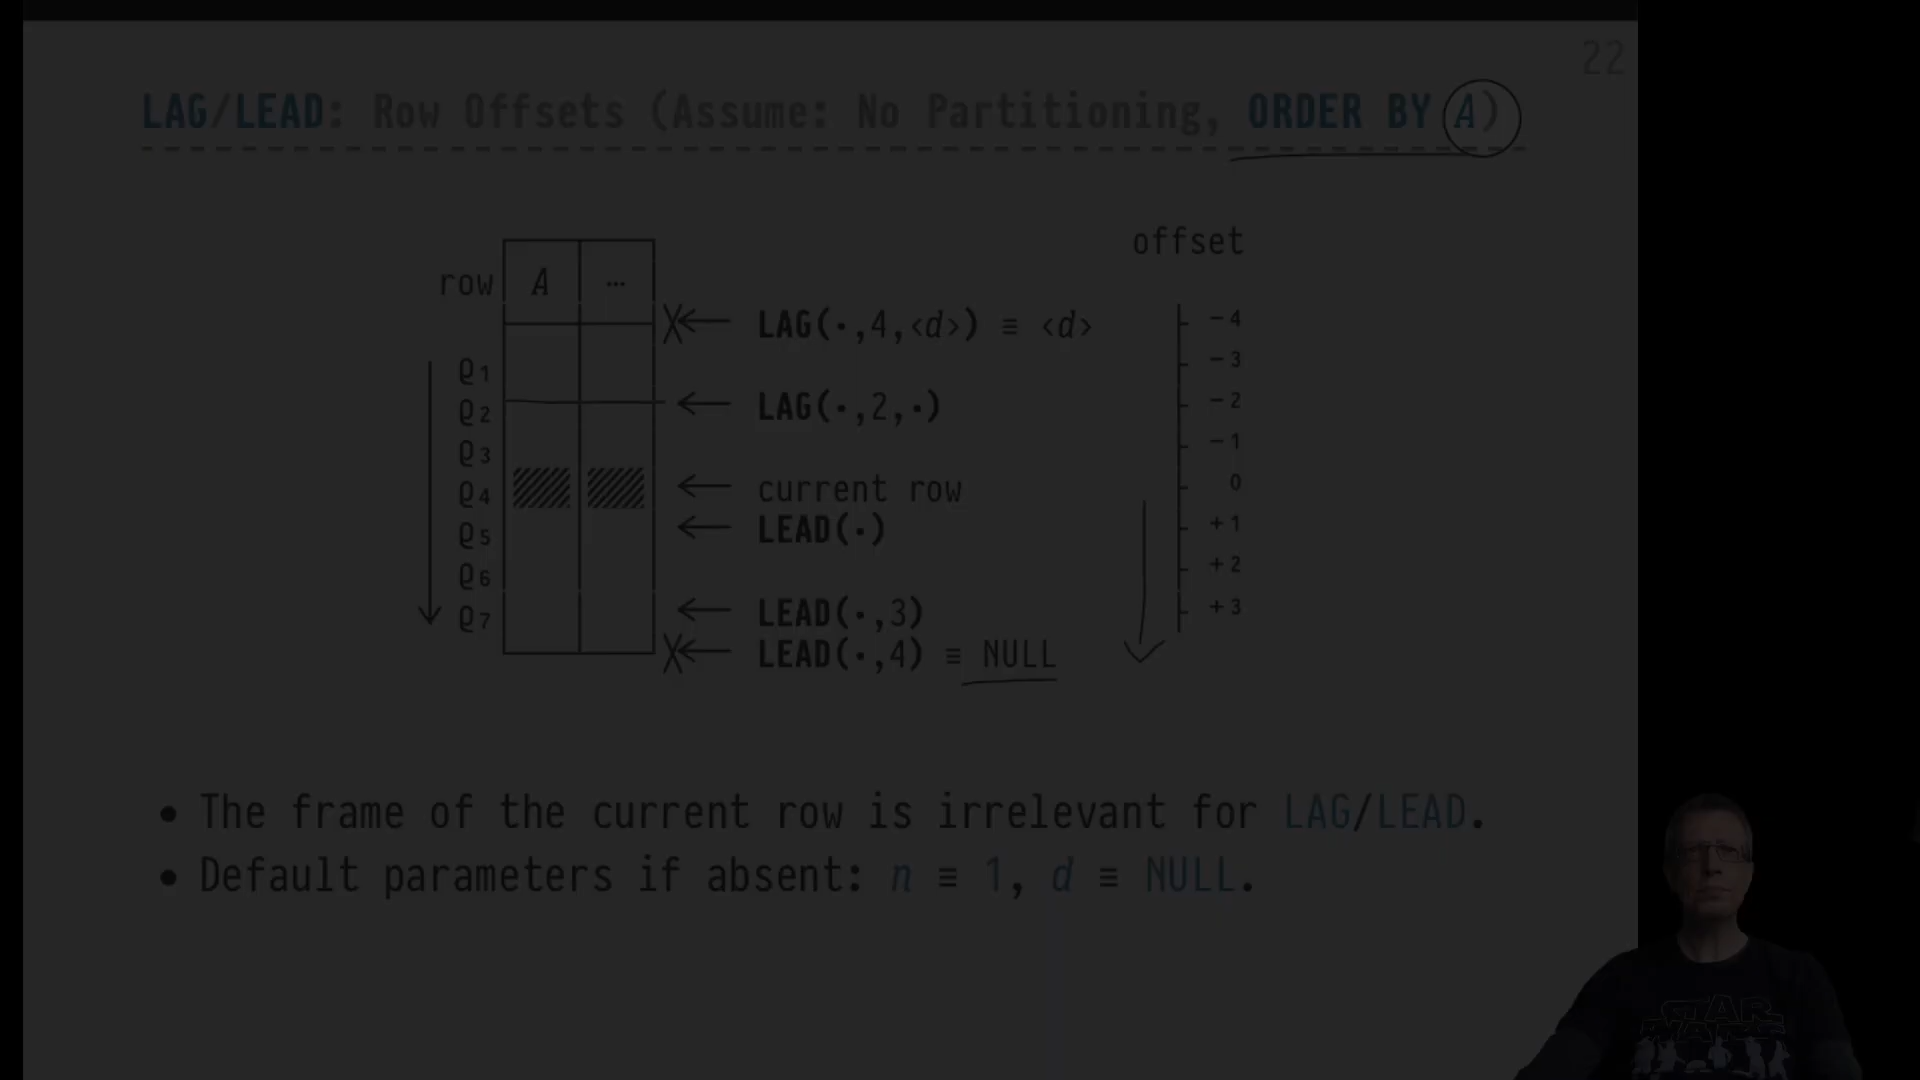 22
LAG/LEAD: Row Offsets (Assume: No Partitioning, ORDER BY A)
offset
row A ⋯
LAG(·,4,<d>) ≡ <d> -4
-3
ϱ1
LAG(·,2,·) -2
ϱ2
-1
ϱ3
current row 0
ϱ4
LEAD(·) +1
ϱ5
+2
ϱ6
LEAD(·,3) +3
ϱ7
LEAD(·,4) ≡ NULL
• The frame of the current row is irrelevant for LAG/LEAD.
• Default parameters if absent: n ≡ 1, d ≡ NULL.
STAR
WARS